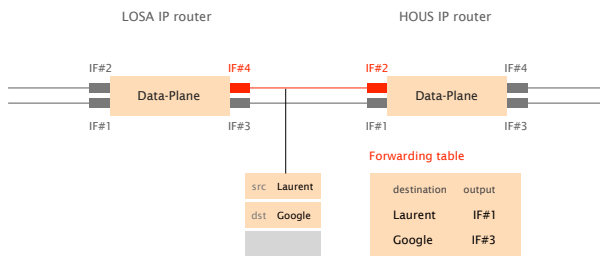 LOSA IP router HOUS IP router
IF#2 IF#4 IF#2 IF#4
Data-Plane Data-Plane
IF#1 IF#3 IF#1 IF#3
Forwarding table
src Laurent
destination output
dst Google
Laurent IF#1
Google IF#3